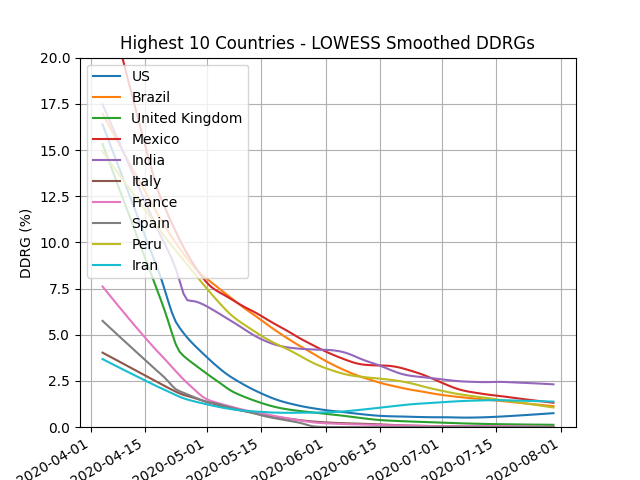 Highest 10 Countries - LOWESS Smoothed DDRGs
DDRG (%)
20.0
17.5
15.0
12.5
10.0
7.5
5.0
2.5
0.0
US
Brazil
United Kingdom
Mexico
India
Italy
France
Spain
Peru
Iran
2020-04-01
2020-04-15
2020-05-01
2020-05-15
2020-06-01
2020-06-15
2020-07-01
2020-07-15
2020-08-01